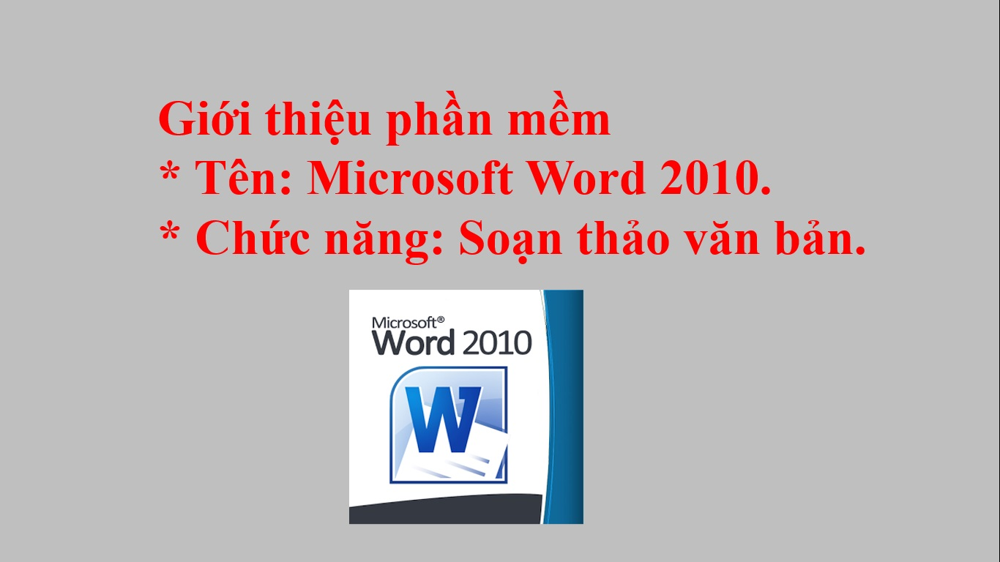 Giới thiệu phần mềm
* Tên: Microsoft Word 2010.
* Chức năng: Soạn thảo văn bản.
Microsoft®
Word 2010
W